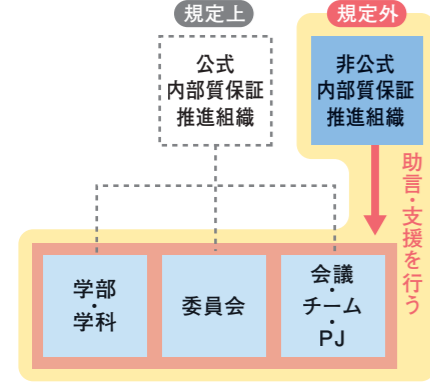 規定上
規定外
公式
内部質保証
推進組織
非公式
内部質保証
推進組織
助言・支援を行う
学部
・
学科
委員会
会議
・
チーム
・
PJ